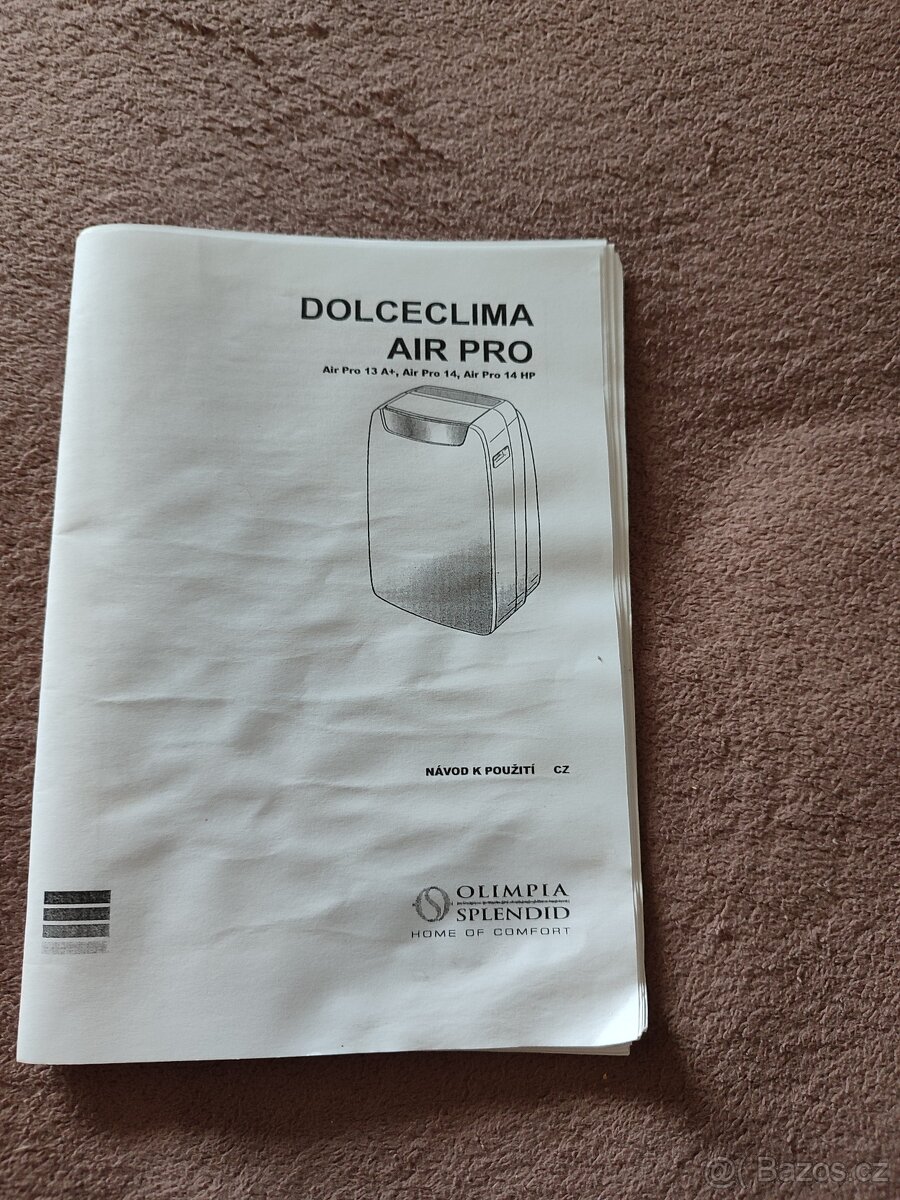 DOLCECLIMA
AIR PRO
Air Pro 13 A+, Air Pro 14, Air Pro 14 HP
NÁVOD K POUŽITÍ CZ
OLIMPIA
SPLENDID
HOME OF COMFORT
@ Bazos.cz